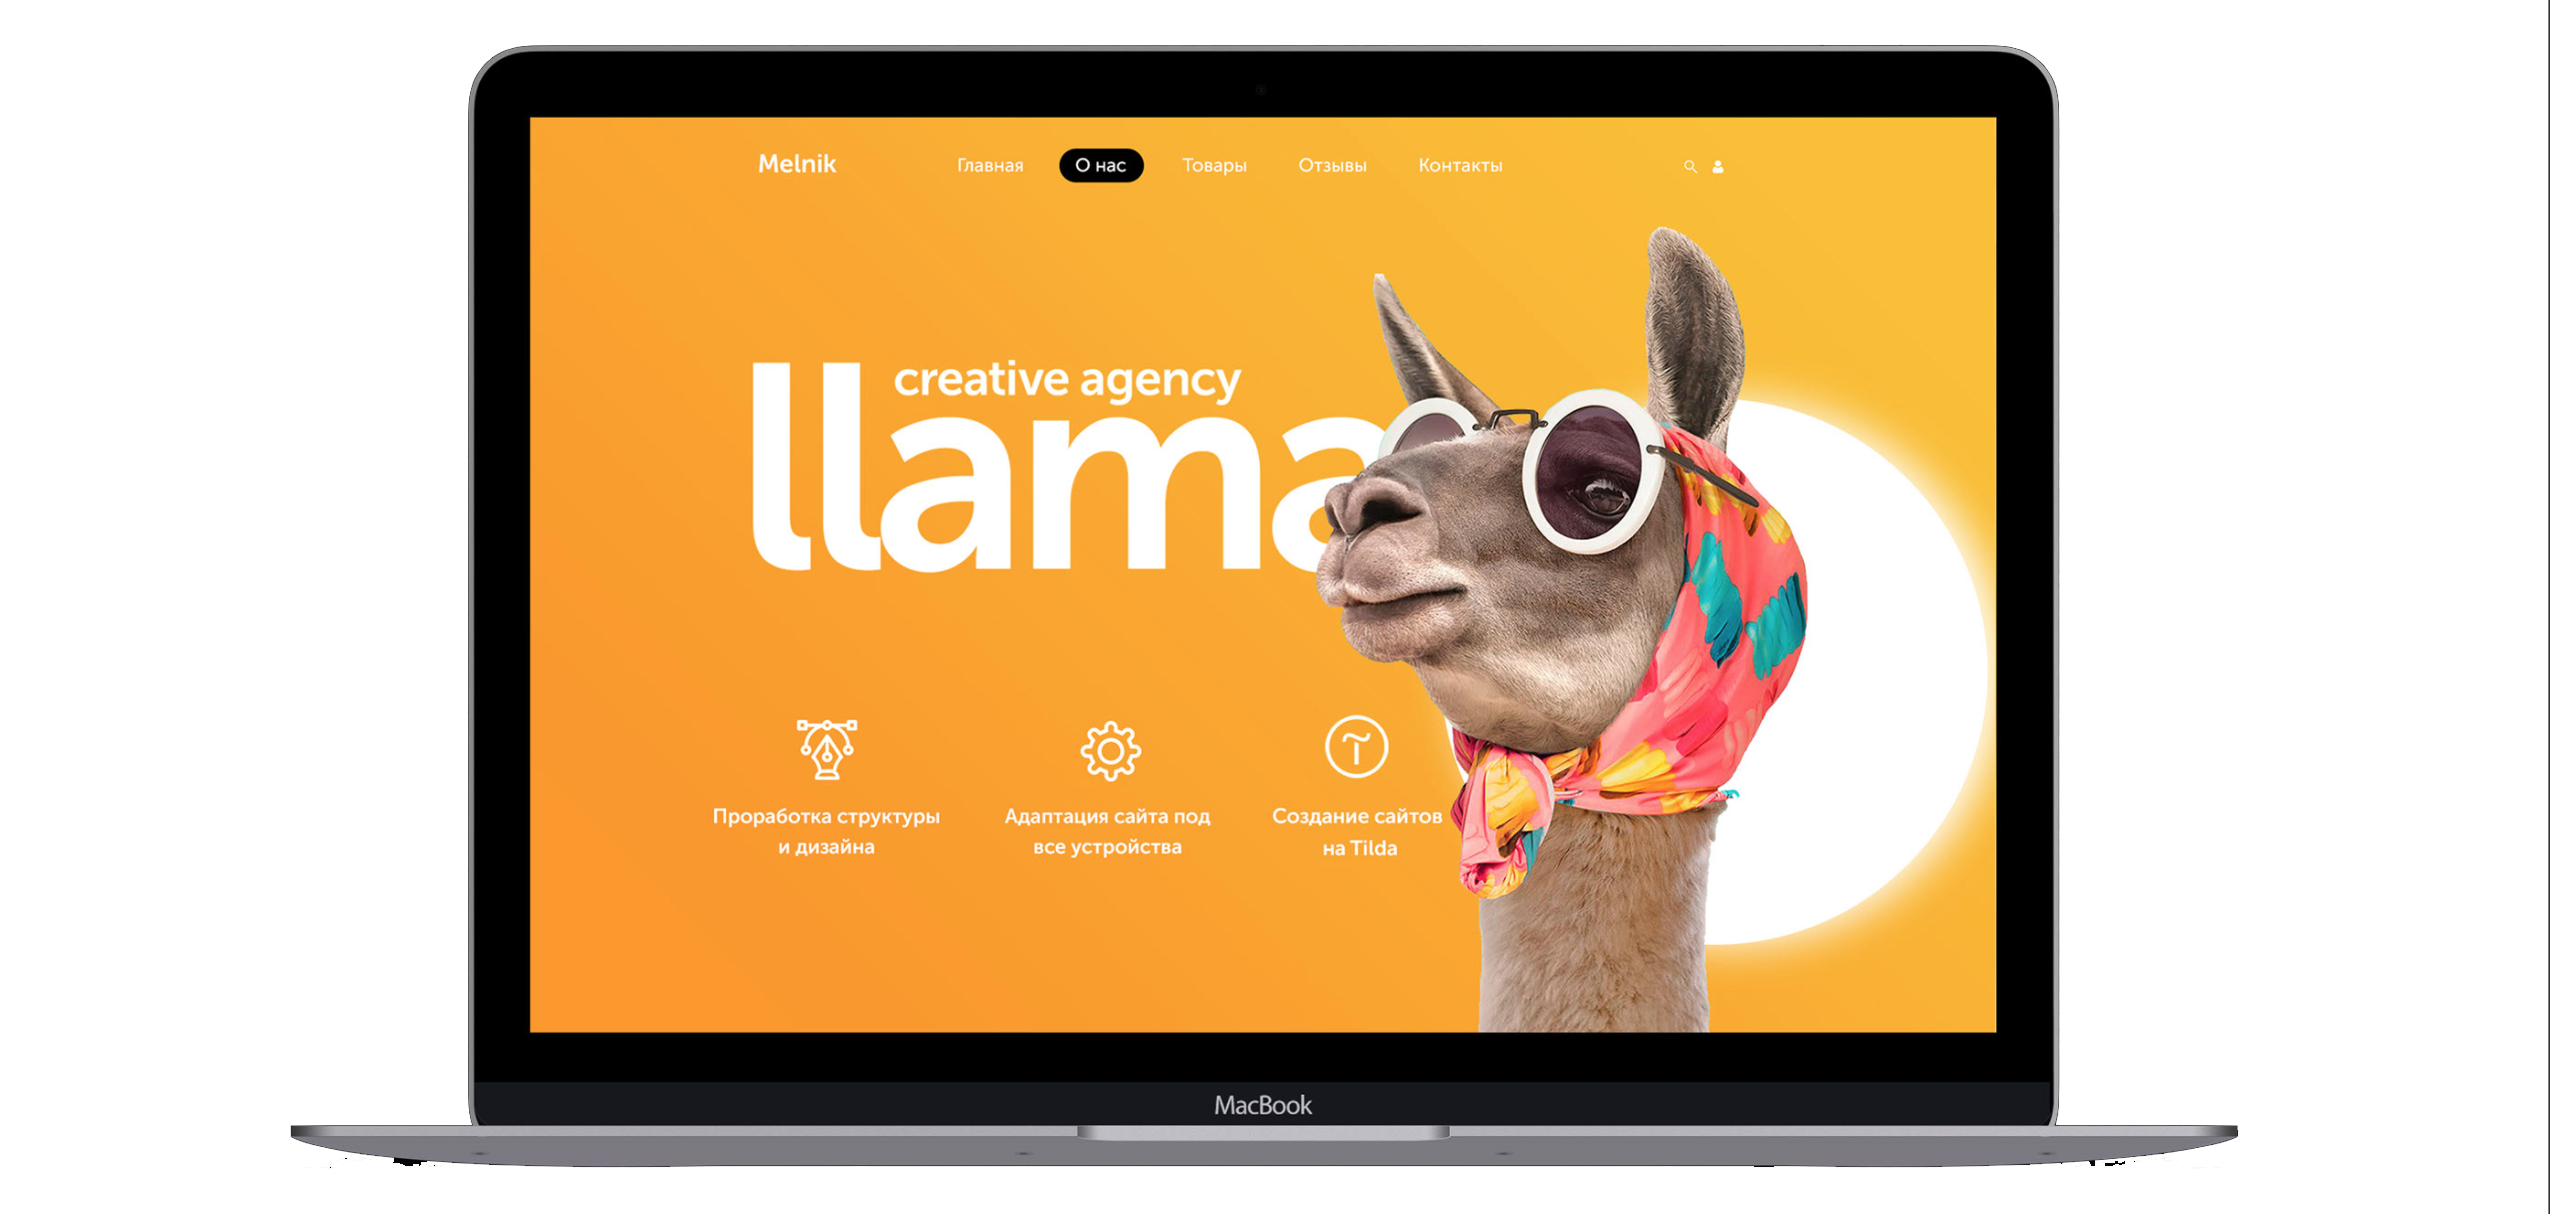 Melnik
Главная
О нас
Товары
Отзывы
Контакты
creative agency
llama
Проработка структуры
и дизайна
Адаптация сайта под
все устройства
Создание сайтов
на Tilda
MacBook